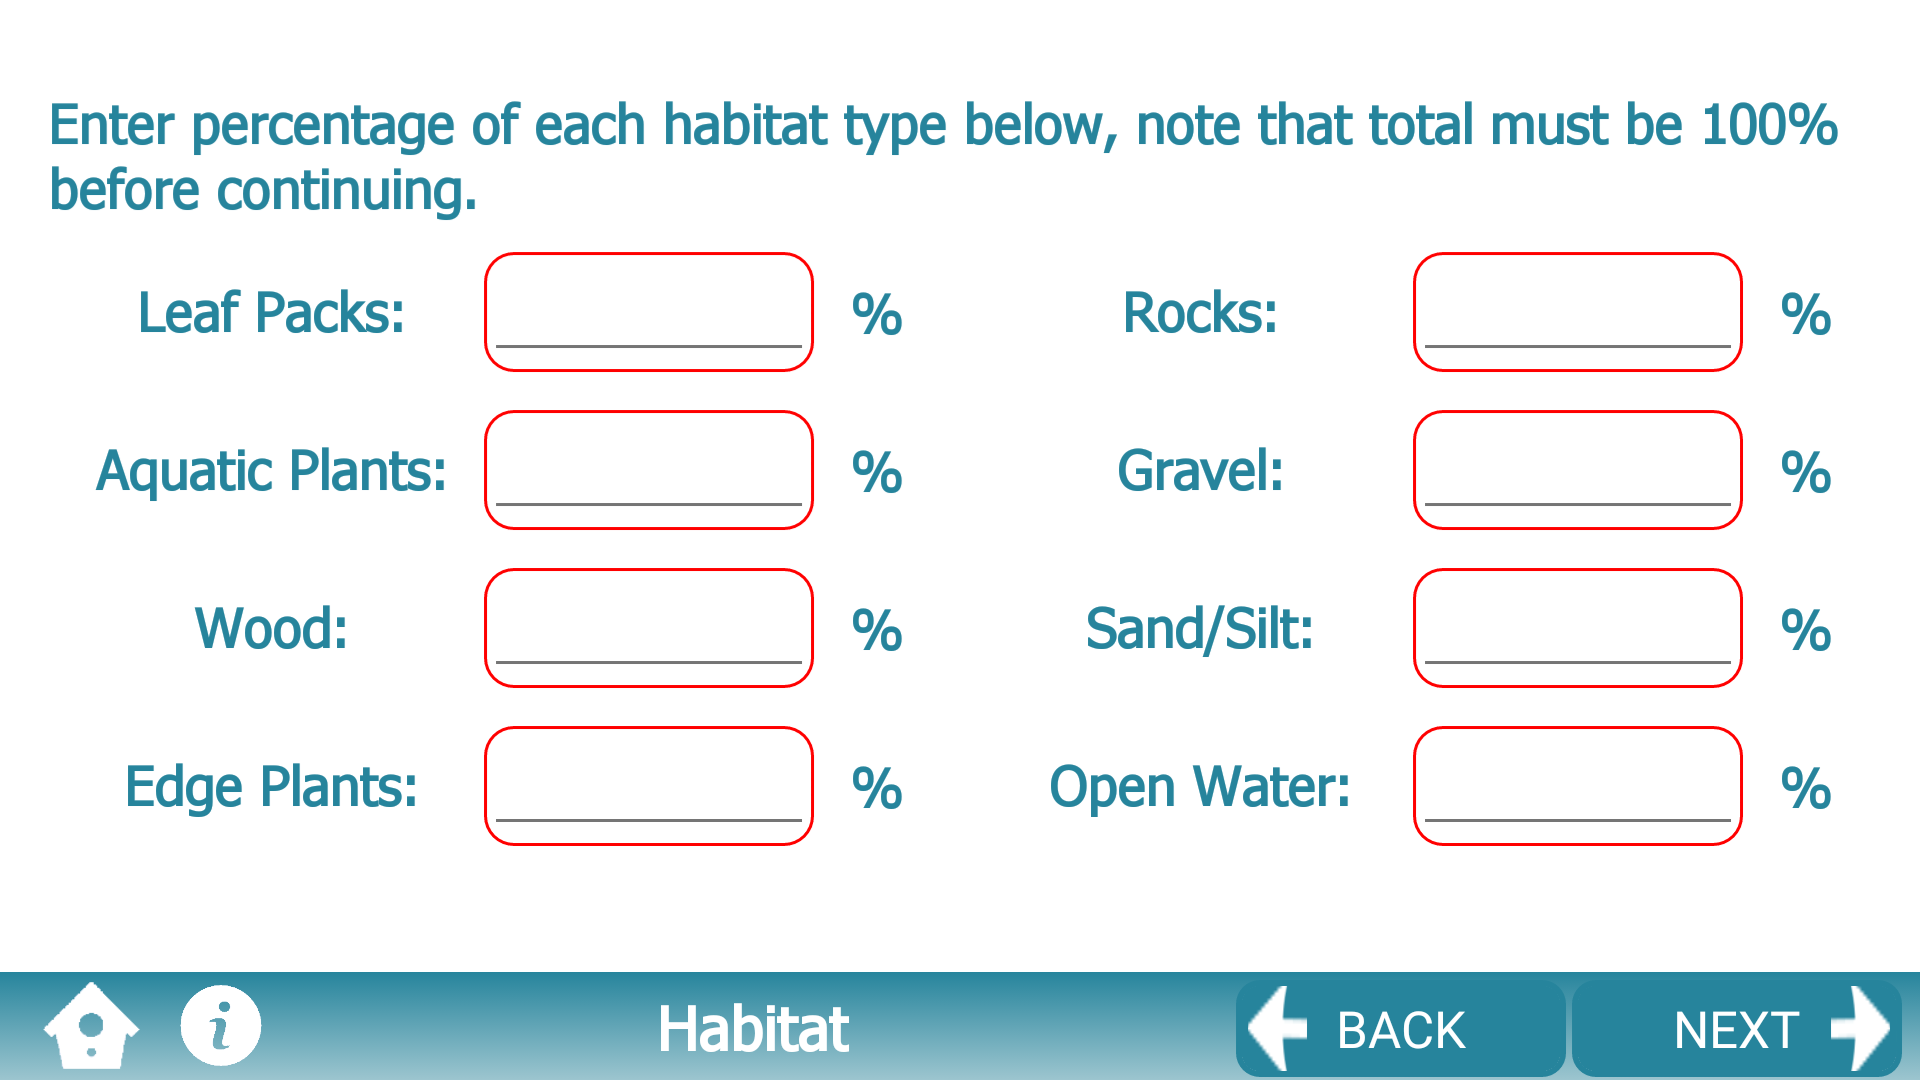 Enter percentage of each habitat type below, note that total must be 100%
before continuing.
Leaf Packs: % Rocks: %
Aquatic Plants: % Gravel: %
Wood: % Sand/Silt: %
Edge Plants: % Open Water: %
i Habitat BACK NEXT